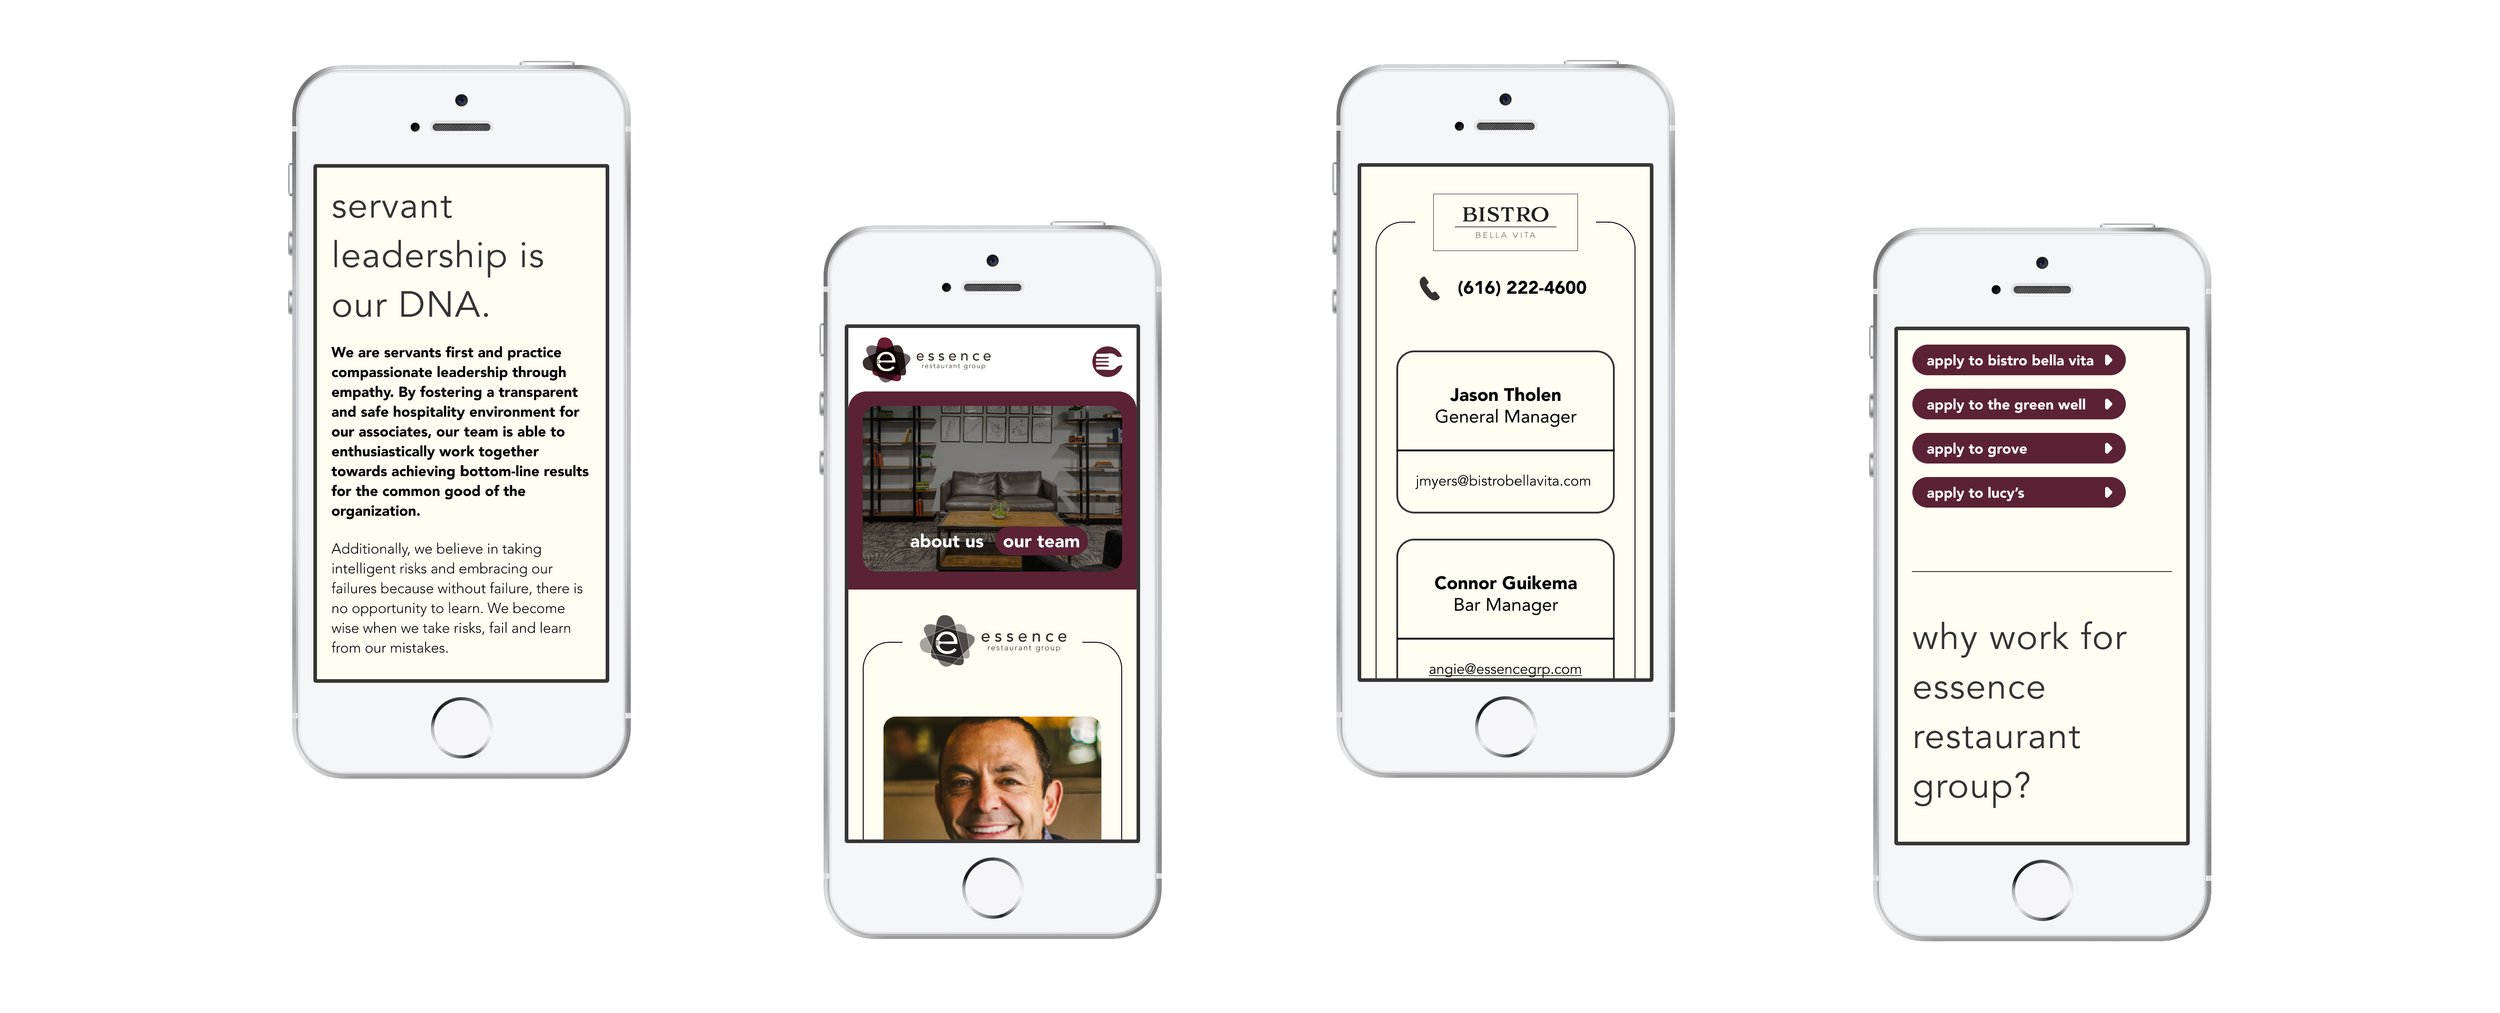 servant
leadership is
our DNA.
We are servants first and practice
compassionate leadership through
empathy. By fostering a transparent
and safe hospitality environment for
our associates, our team is able to
enthusiastically work together
towards achieving bottom-line results
for the common good of the
organization.
Additionally, we believe in taking
intelligent risks and embracing our
failures because without failure, there is
no opportunity to learn. We become
wise when we take risks, fail and learn
from our mistakes.
e essence
restaurant group
about us our team
e essence
restaurant group
BISTRO
BELLA VITA
(616) 222-4600
Jason Tholen
General Manager
jmyers@bistrobellavita.com
Connor Guikema
Bar Manager
angie@essencegrp.com
apply to bistro bella vita
apply to the green well
apply to grove
apply to lucy's
why work for
essence
restaurant
group?